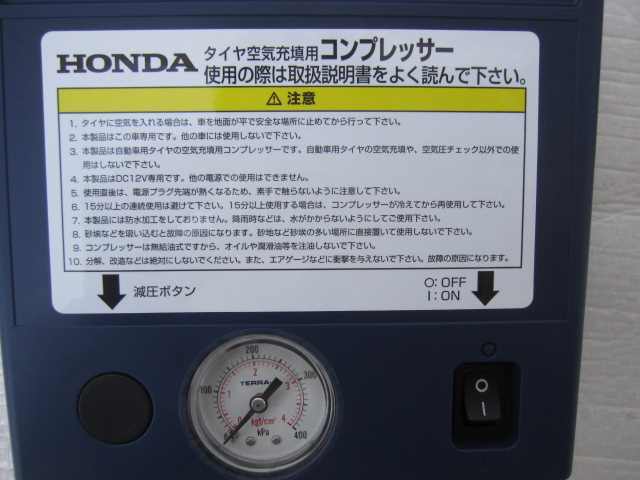 HONDA タイヤ空気充填用 コンプレッサー
使用の際は取扱説明書をよく読んで下さい。
⚠ 注意
1. タイヤに空気を入れる場合は、車を地面が平で安全な場所に止めてから行って下さい。
2. 本製品はこの車専用です。他の車には使用しないで下さい。
3. 本製品は自動車用タイヤの空気充填用コンプレッサーです。自動車用タイヤの空気充填や、空気圧チェック以外での使
用はしないで下さい。
4. 本製品はDC12V専用です。他の電源での使用はできません。
5. 使用直後は、電源プラグ先端が熱くなるため、素手で触らないように注意して下さい。
6. 15分以上の連続使用は避けて下さい。15分以上使用する場合は、コンプレッサーが冷えてから再使用して下さい。
7. 本製品には防水加工をしておりません。降雨時などは、水がかからないようにしてご使用下さい。
8. 砂埃などを吸い込むと故障の原因になります。砂地など砂埃の多い場所に直接置いて使用しないで下さい。
9. コンプレッサーは無給油式ですから、オイルや潤滑油等を注油しないで下さい。
10. 分解、改造などは絶対にしないでください。また、エアゲージなどに衝撃を与えないで下さい。故障の原因になります。
減圧ボタン
○: OFF
I: ON
100 200 300 400
0 1 2 3 4
TERRA
kgf/cm²
kPa
○
I